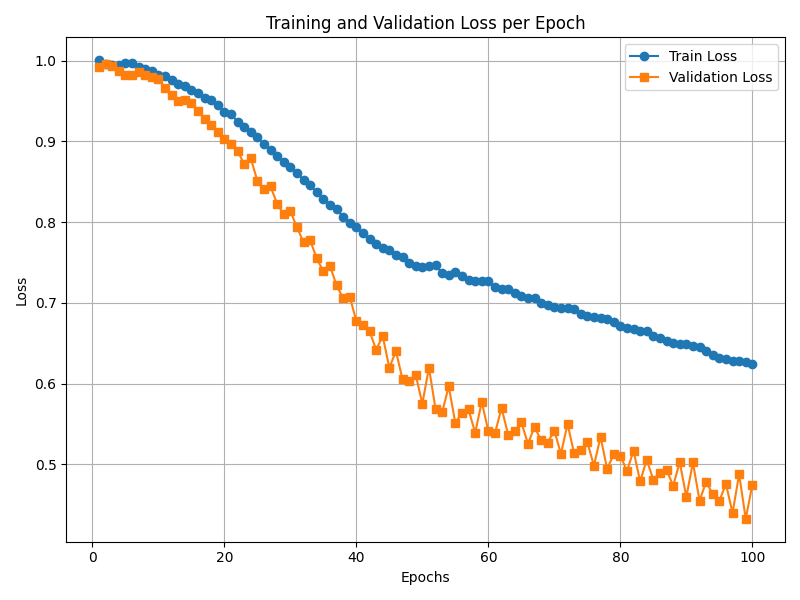 Training and Validation Loss per Epoch
Train Loss
Validation Loss
1.0
0.9
0.8
0.7
0.6
0.5
Loss
0 20 40 60 80 100
Epochs